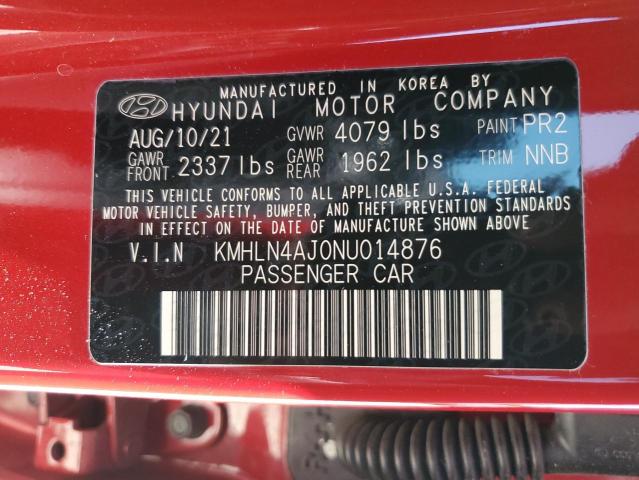 MANUFACTURED IN KOREA BY
HYUNDAI MOTOR COMPANY
AUG/10/21 GVWR 4079 lbs PAINT PR2
GAWR FRONT 2337 lbs GAWR REAR 1962 lbs TRIM NNB
THIS VEHICLE CONFORMS TO ALL APPLICABLE U.S.A. FEDERAL
MOTOR VEHICLE SAFETY, BUMPER, AND THEFT PREVENTION STANDARDS
IN EFFECT ON THE DATE OF MANUFACTURE SHOWN ABOVE
V.I.N KMHLN4AJ0NU014876
PASSENGER CAR